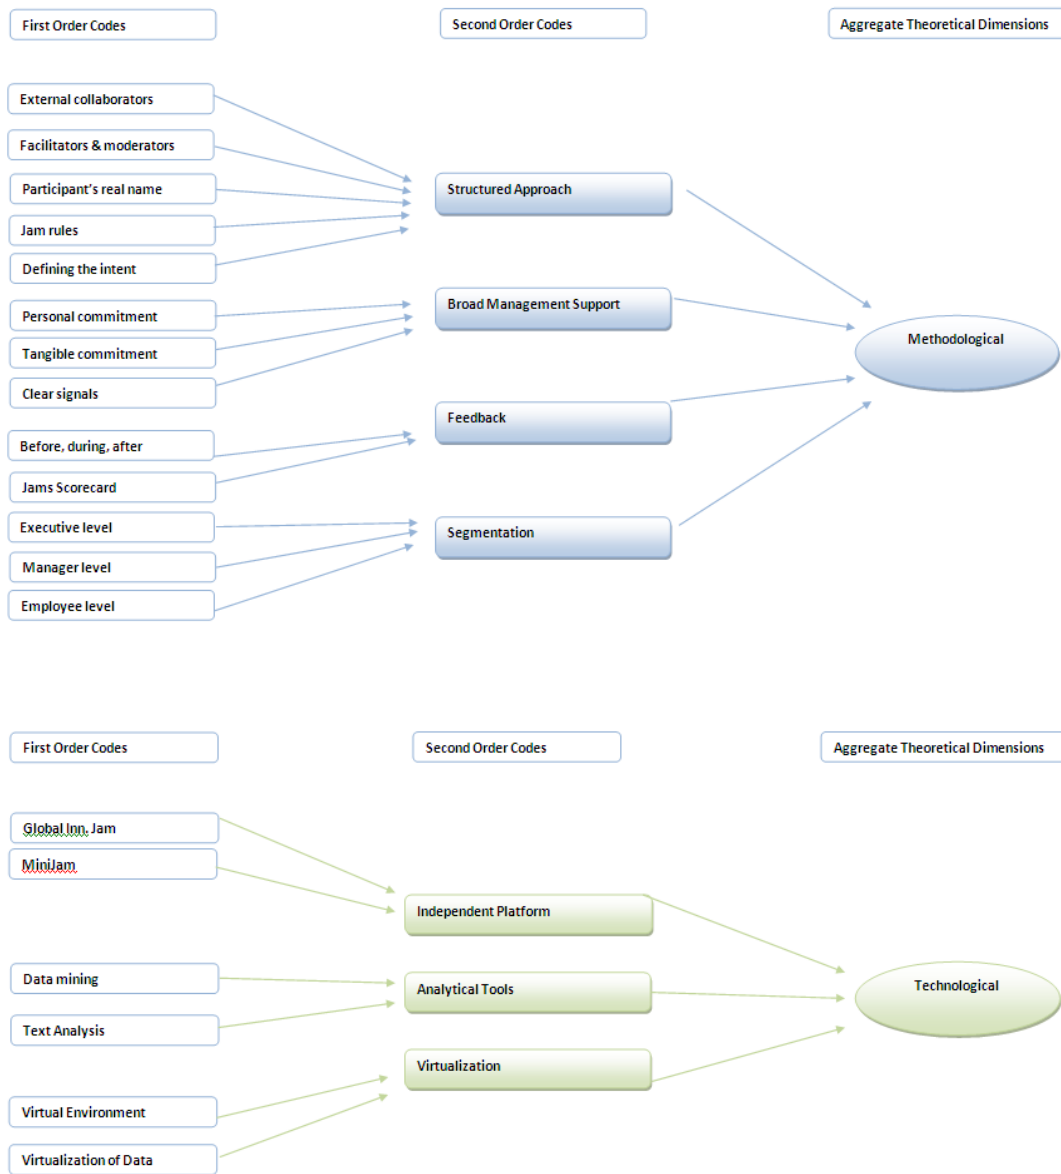 First Order Codes
Second Order Codes
Aggregate Theoretical Dimensions
External collaborators
Facilitators & moderators
Participant's real name
Jam rules
Defining the intent
Personal commitment
Tangible commitment
Clear signals
Before, during, after
Jams Scorecard
Executive level
Manager level
Employee level
Structured Approach
Broad Management Support
Feedback
Segmentation
Methodological
First Order Codes
Second Order Codes
Aggregate Theoretical Dimensions
Global Inn. Jam
MiniJam
Data mining
Text Analysis
Virtual Environment
Virtualization of Data
Independent Platform
Analytical Tools
Virtualization
Technological